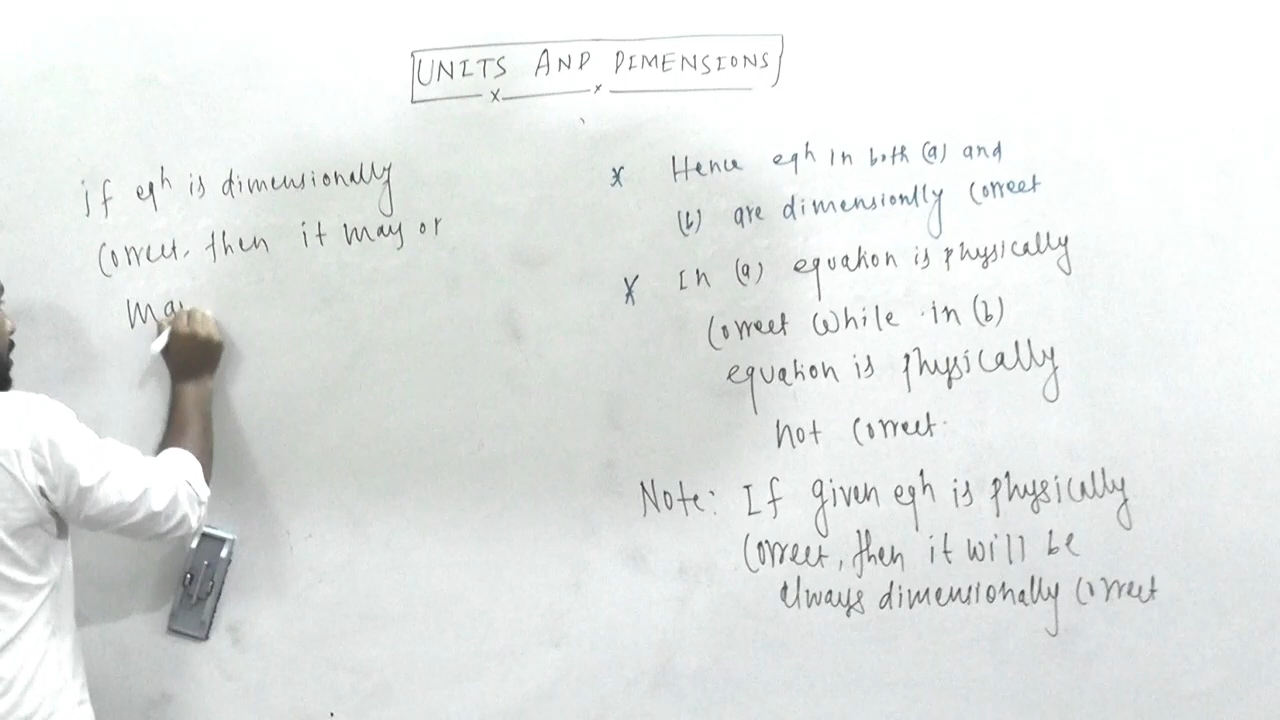 UNITS AND DIMENSIONS
if eqn is dimensionally
correct, then it may or
may
* Hence eqn in both (a) and
(b) are dimensionlly correct
* In (a) equation is physically
correct while in (b)
equation is physically
not correct.
Note: If given eqn is physically
correct, then it will be
always dimensionally correct